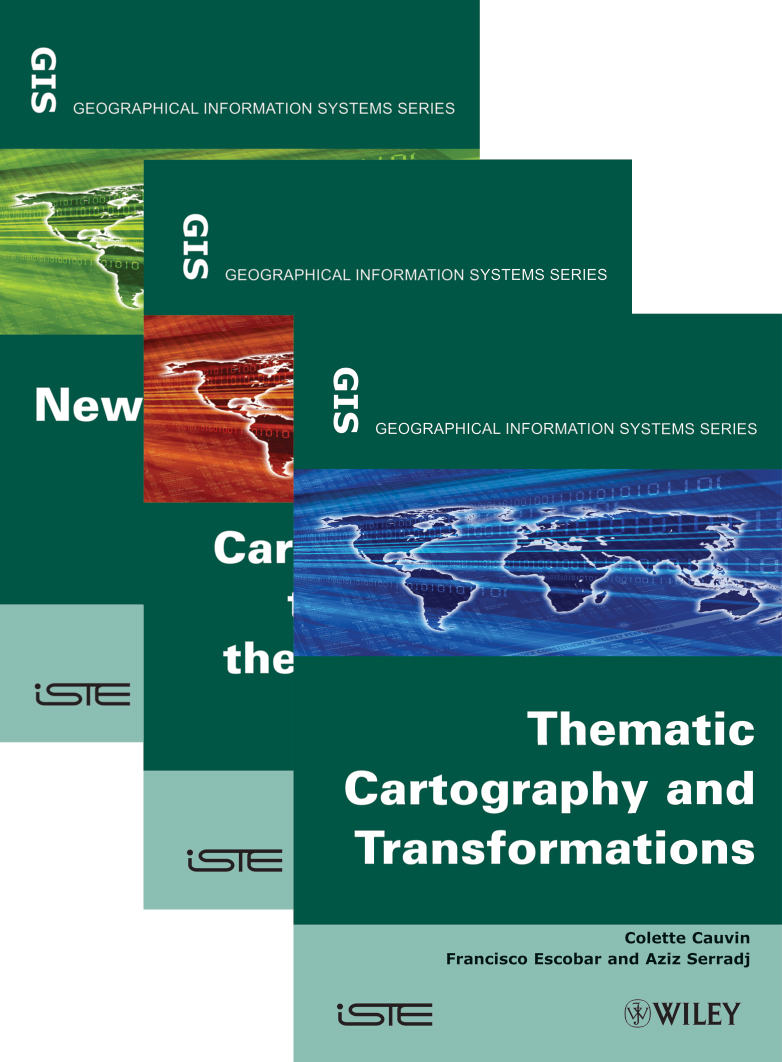 GIS
GEOGRAPHICAL INFORMATION SYSTEMS SERIES
New
iSTE
GIS
GEOGRAPHICAL INFORMATION SYSTEMS SERIES
the
iSTE
GIS
GEOGRAPHICAL INFORMATION SYSTEMS SERIES
Thematic
Cartography and
Transformations
Colette Cauvin
Francisco Escobar and Aziz Serradj
iSTE
WILEY